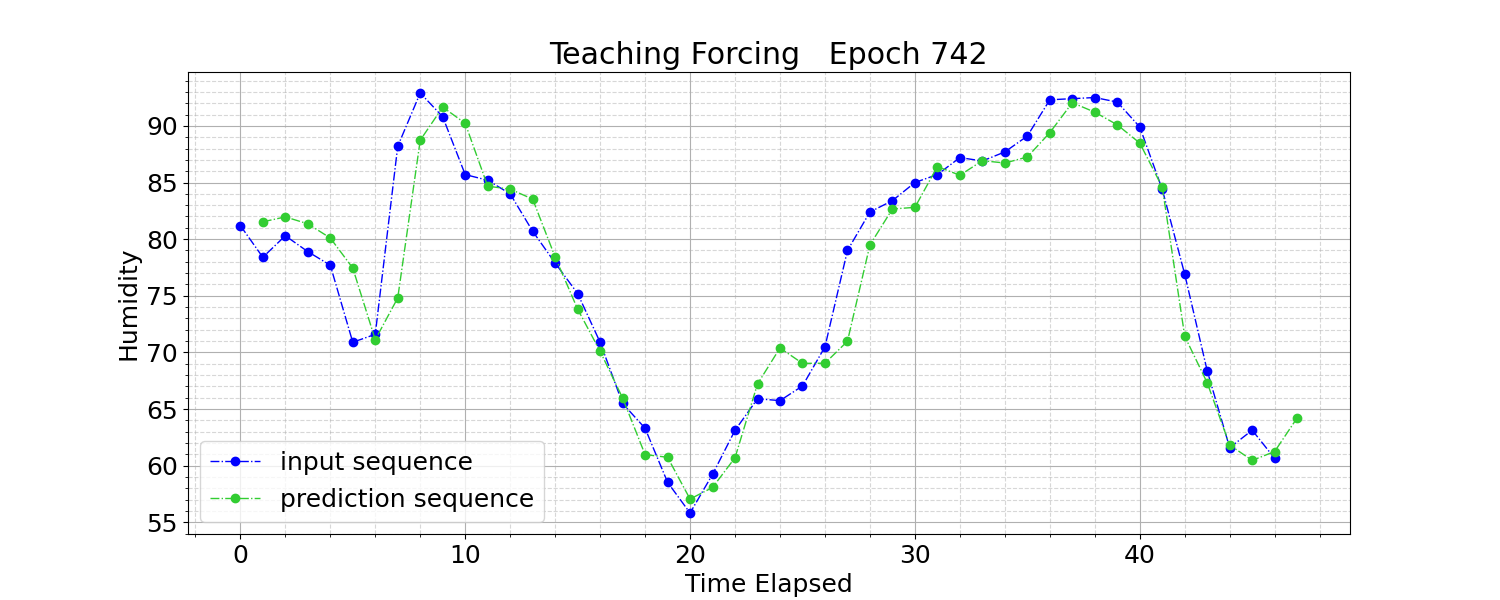 Teaching Forcing   Epoch 742
Humidity
90
85
80
75
70
65
60
55
input sequence
prediction sequence
0 10 20 30 40
Time Elapsed